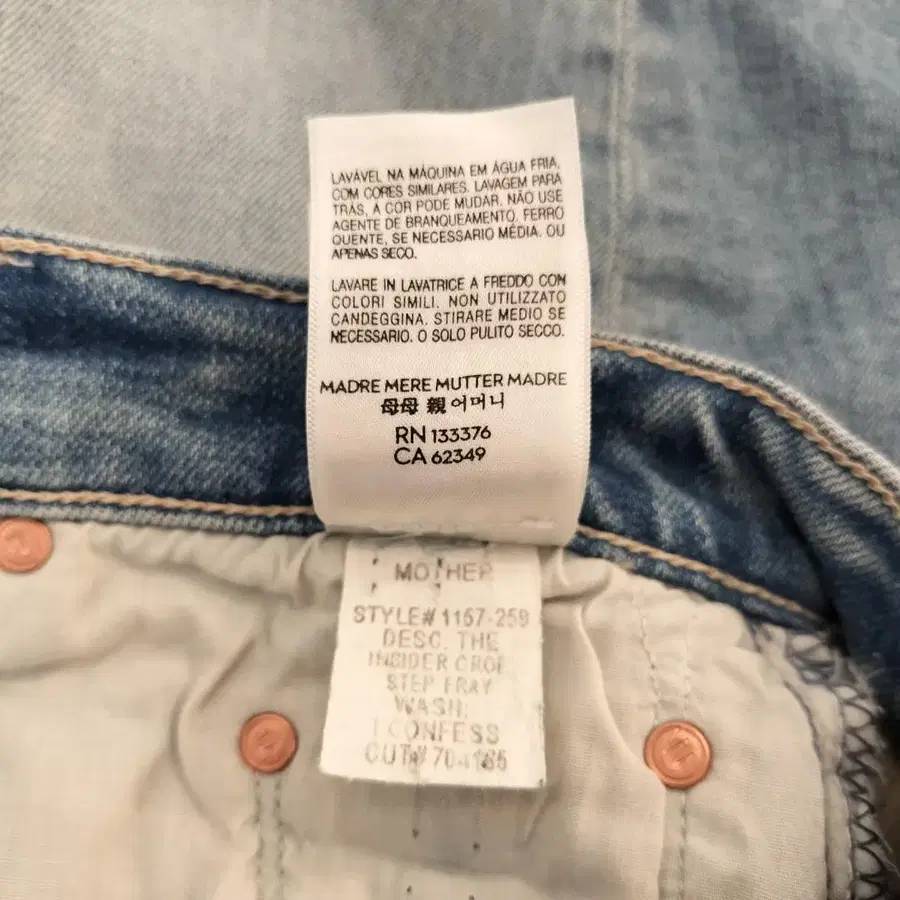 LAVÁVEL NA MÁQUINA EM ÁGUA FRIA,
COM CORES SIMILARES. LAVAGEM PARA
TRÁS, A COR PODE MUDAR. NÃO USE
AGENTE DE BRANQUEAMENTO. FERRO
QUENTE, SE NECESSARIO MÉDIA. OU
APENAS SECO.
LAVARE IN LAVATRICE A FREDDO CON
COLORI SIMILI. NON UTILIZZATO
CANDEGGINA. STIRARE MEDIO SE
NECESSARIO. O SOLO PULITO SECCO.
MADRE MERE MUTTER MADRE
母母 親 어머니
RN 133376
CA 62349
MOTHER
STYLE# 1157-259
DESC. THE
INSIDER CROP
STEP FRAY
WASH:
I CONFESS
CUT# 704185